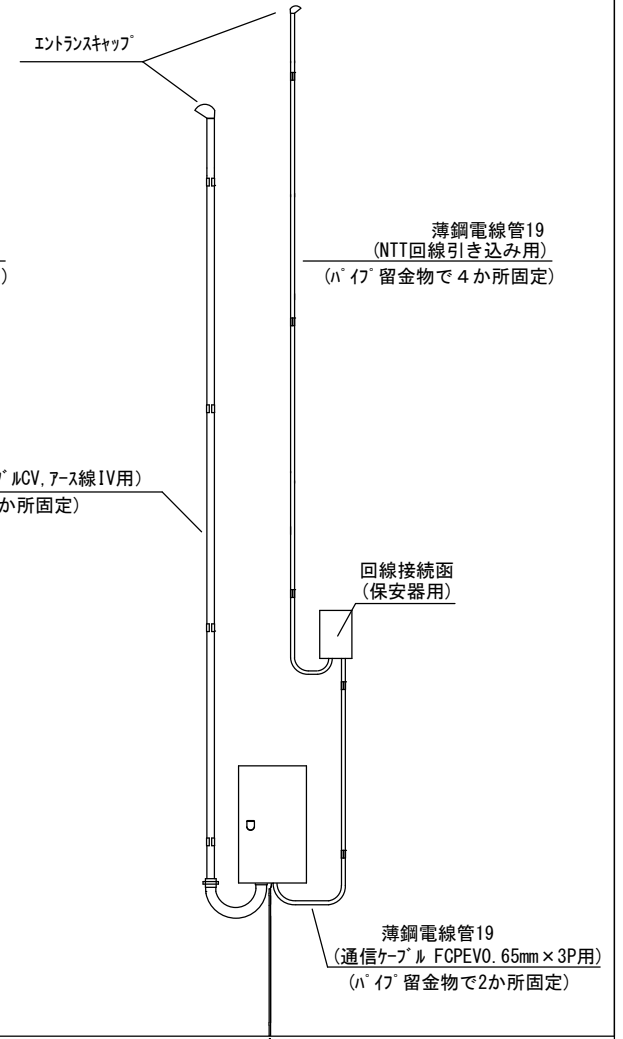 エントランスキャップ
薄鋼電線管19
(NTT回線引き込み用)
(パイプ留金物で４か所固定)
)
ブルCV,アース線IV用)
か所固定)
回線接続函
(保安器用)
薄鋼電線管19
(通信ケーブル FCPEV0.65mm×3P用)
(パイプ留金物で2か所固定)